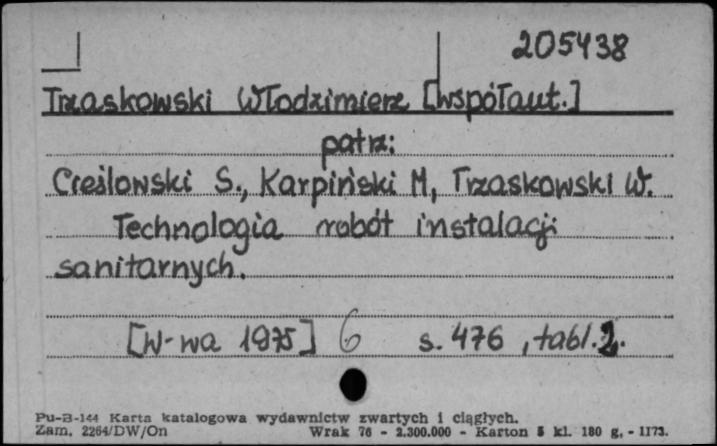 205438
Trzaskowski Włodzimierz [współaut.]
patrz:
Cieślowski S., Karpiński M, Trzaskowski W.
Technologia robót instalacji
sanitarnych.
[W-wa 1975] 6 s. 476, tabl. 2.
Pu-B-144 Karta katalogowa wydawnictw zwartych i ciągłych.
Zam. 2264/DW/On Wrak 76 - 2.300.000 - Karton 5 kl. 180 g. - 1173.